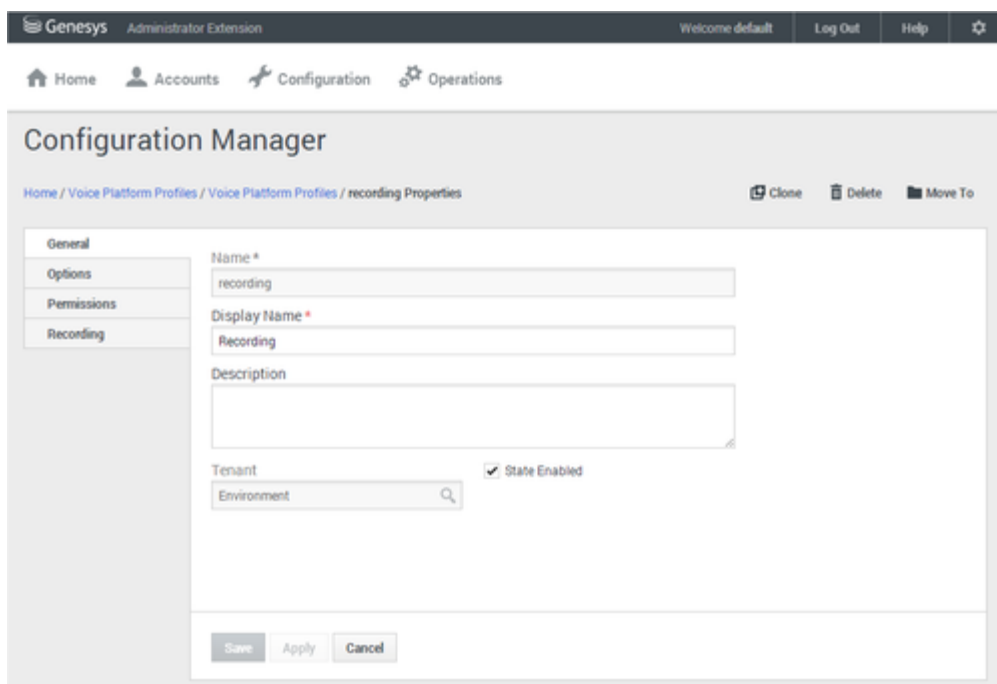 Genesys Administrator Extension Welcome default Log Out Help
Home Accounts Configuration Operations
Configuration Manager
Home / Voice Platform Profiles / Voice Platform Profiles / recording Properties Clone Delete Move To
General
Options
Permissions
Recording
Name *
recording
Display Name *
Recording
Description
Tenant State Enabled
Environment
Save Apply Cancel